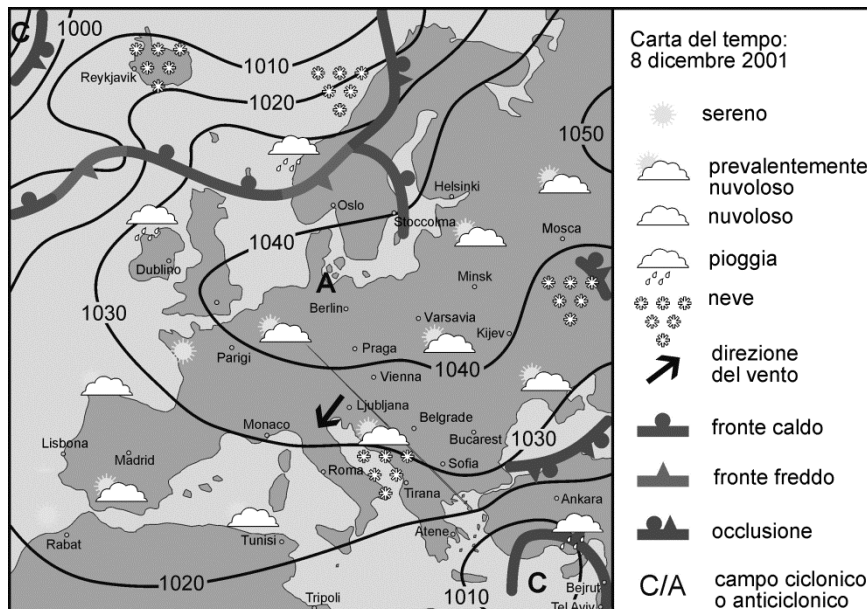 C
1000
1010
Reykjavik
1020
1050
Helsinki
Oslo
Stoccolma
Mosca
1040
Dublino
A
Minsk
1030
Berlin
Varsavia
Kijev
Parigi
Praga
1040
Vienna
Ljubljana
Belgrade
Monaco
Bucarest
1030
Lisbona
Madrid
Roma
Sofia
Tirana
Ankara
Atene
Rabat
Tunisi
1020
C
1010
Bejrut
Tripoli
Tel Aviv
Carta del tempo:
8 dicembre 2001
sereno
prevalentemente
nuvoloso
nuvoloso
pioggia
neve
direzione
del vento
fronte caldo
fronte freddo
occlusione
C/A
campo ciclonico
o anticiclonico